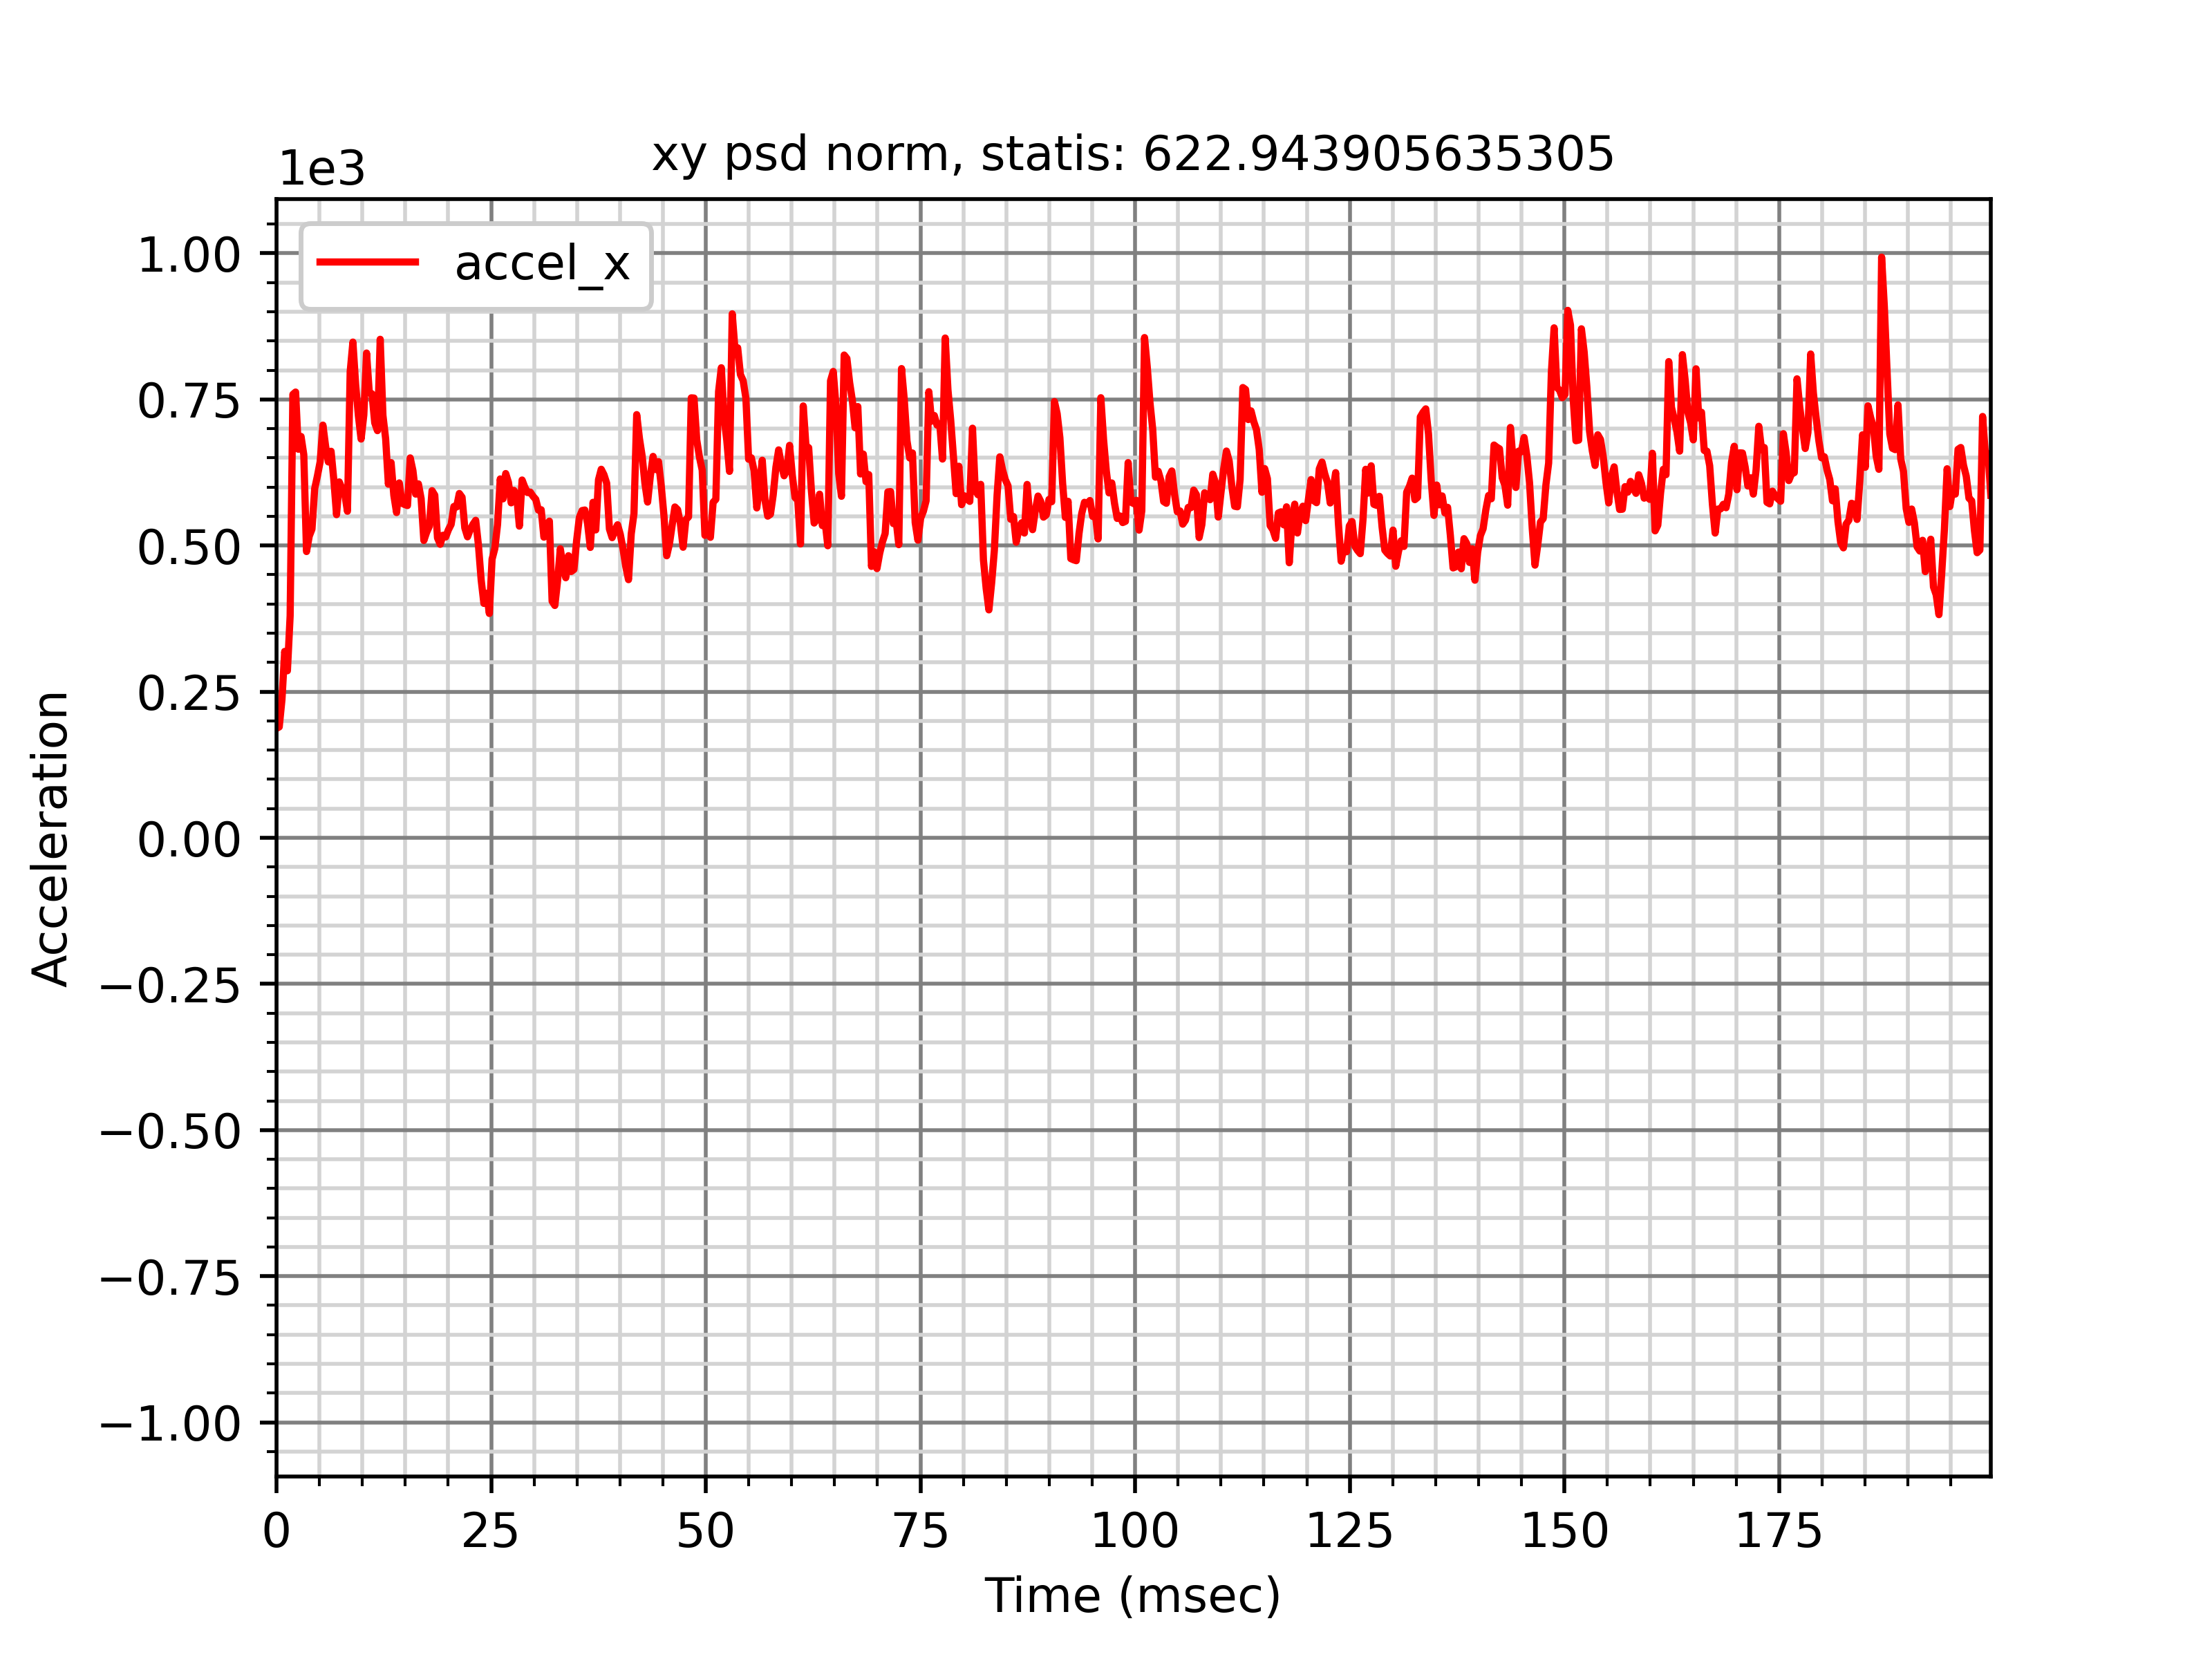 xy psd norm, statis: 622.943905635305
1e3
accel_x
1.00
0.75
0.50
0.25
0.00
−0.25
−0.50
−0.75
−1.00
Acceleration
0 25 50 75 100 125 150 175
Time (msec)